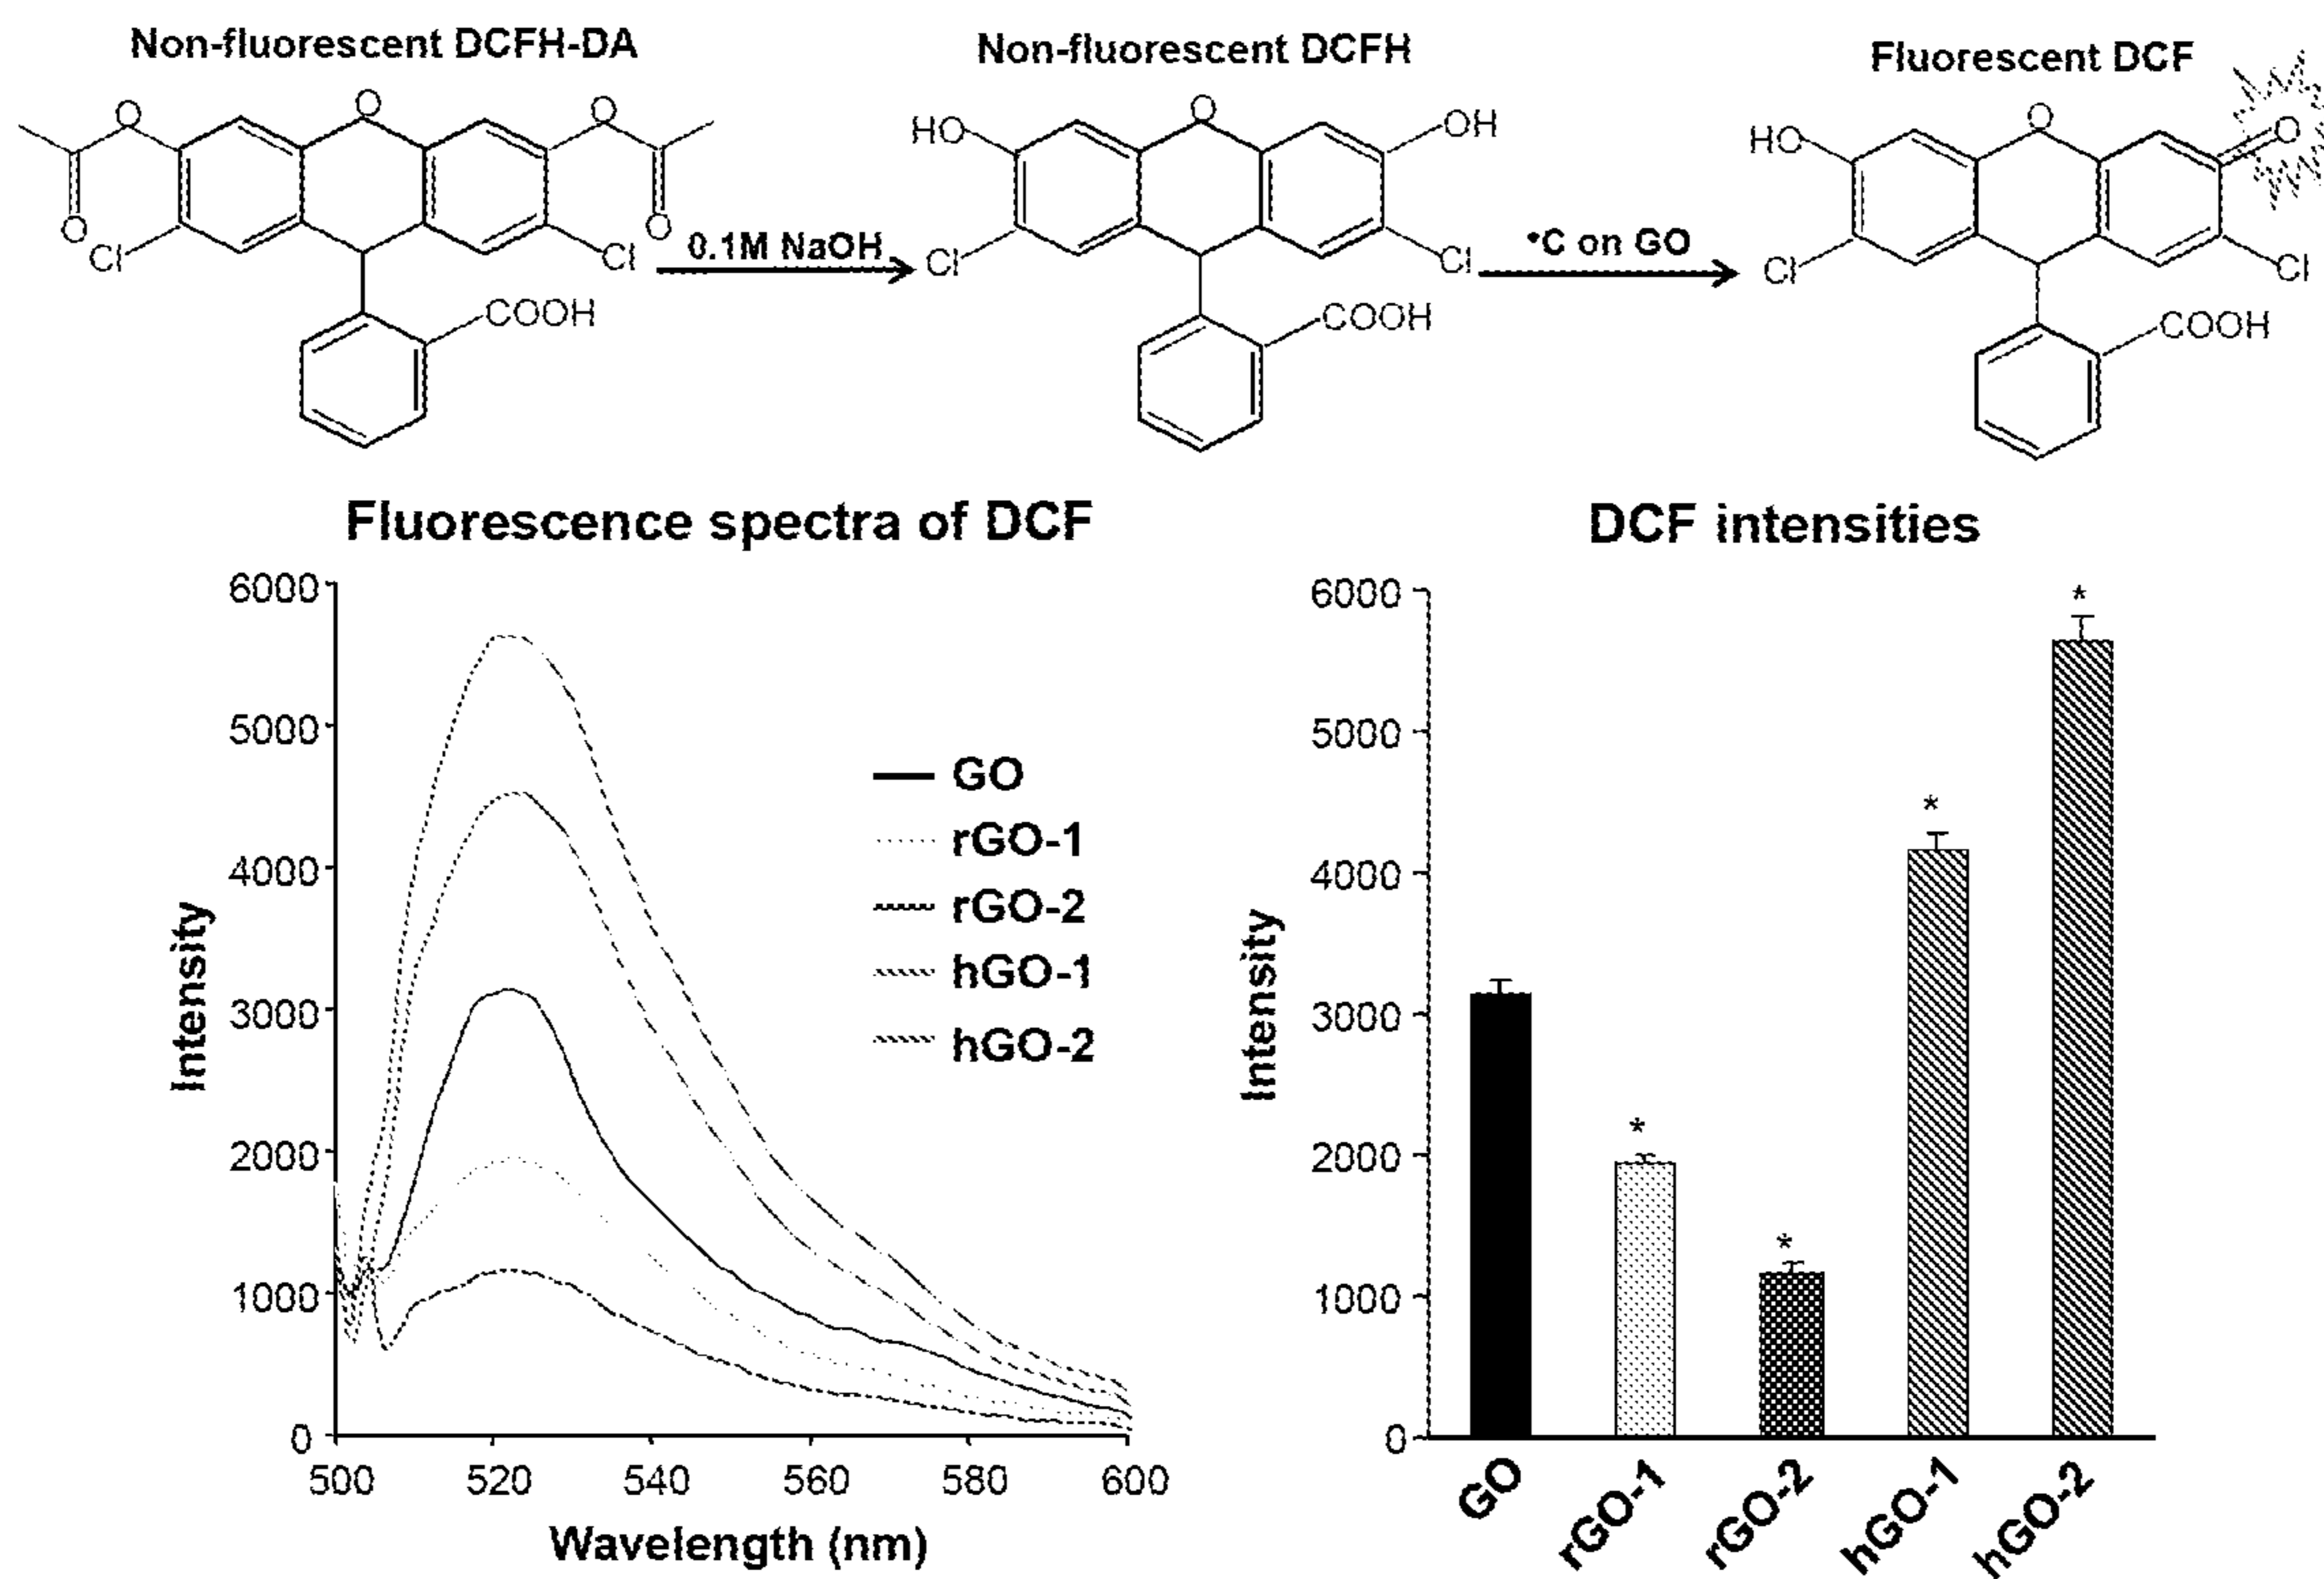 Non-fluorescent DCFH-DA
Non-fluorescent DCFH
Fluorescent DCF
O
O
O
O
O
Cl
Cl
COOH
0.1M NaOH
HO
O
OH
Cl
Cl
COOH
•C on GO
HO
O
O
Cl
Cl
COOH
Fluorescence spectra of DCF
Intensity
6000
5000
4000
3000
2000
1000
0
500
520
540
560
580
600
Wavelength (nm)
GO
rGO-1
rGO-2
hGO-1
hGO-2
DCF intensities
Intensity
6000
5000
4000
3000
2000
1000
0
*
*
*
*
GO
rGO-1
rGO-2
hGO-1
hGO-2